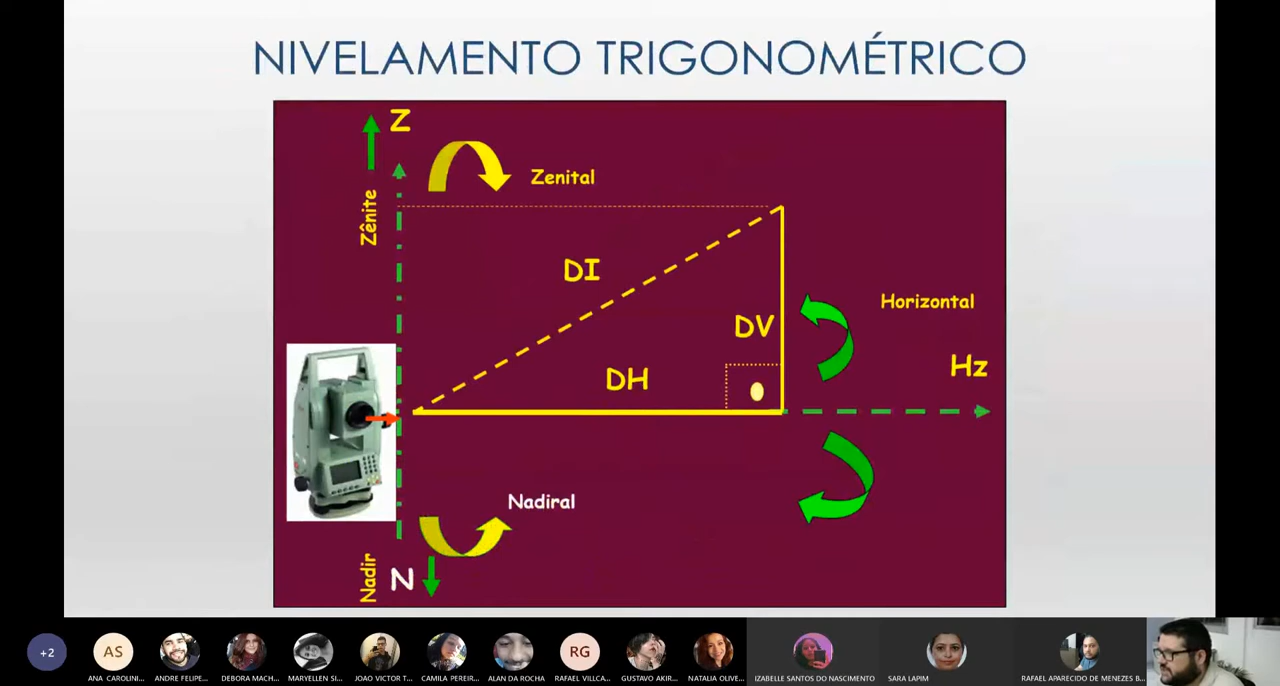 NIVELAMENTO TRIGONOMÉTRICO
Z
Zenital
Zênite
DI
Horizontal
DV
Hz
DH
Nadiral
Nadir
N
+2
AS
RG
ANA CAROLINI...
ANDRE FELIPE...
DEBORA MACH...
MARYELLEN SI...
JOAO VICTOR T...
CAMILA PEREIR...
ALAN DA ROCHA
RAFAEL VILLCA...
GUSTAVO AKIR...
NATALIA OLIVE...
IZABELLE SANTOS DO NASCIMENTO
SARA LAPIM
RAFAEL APARECIDO DE MENEZES B...